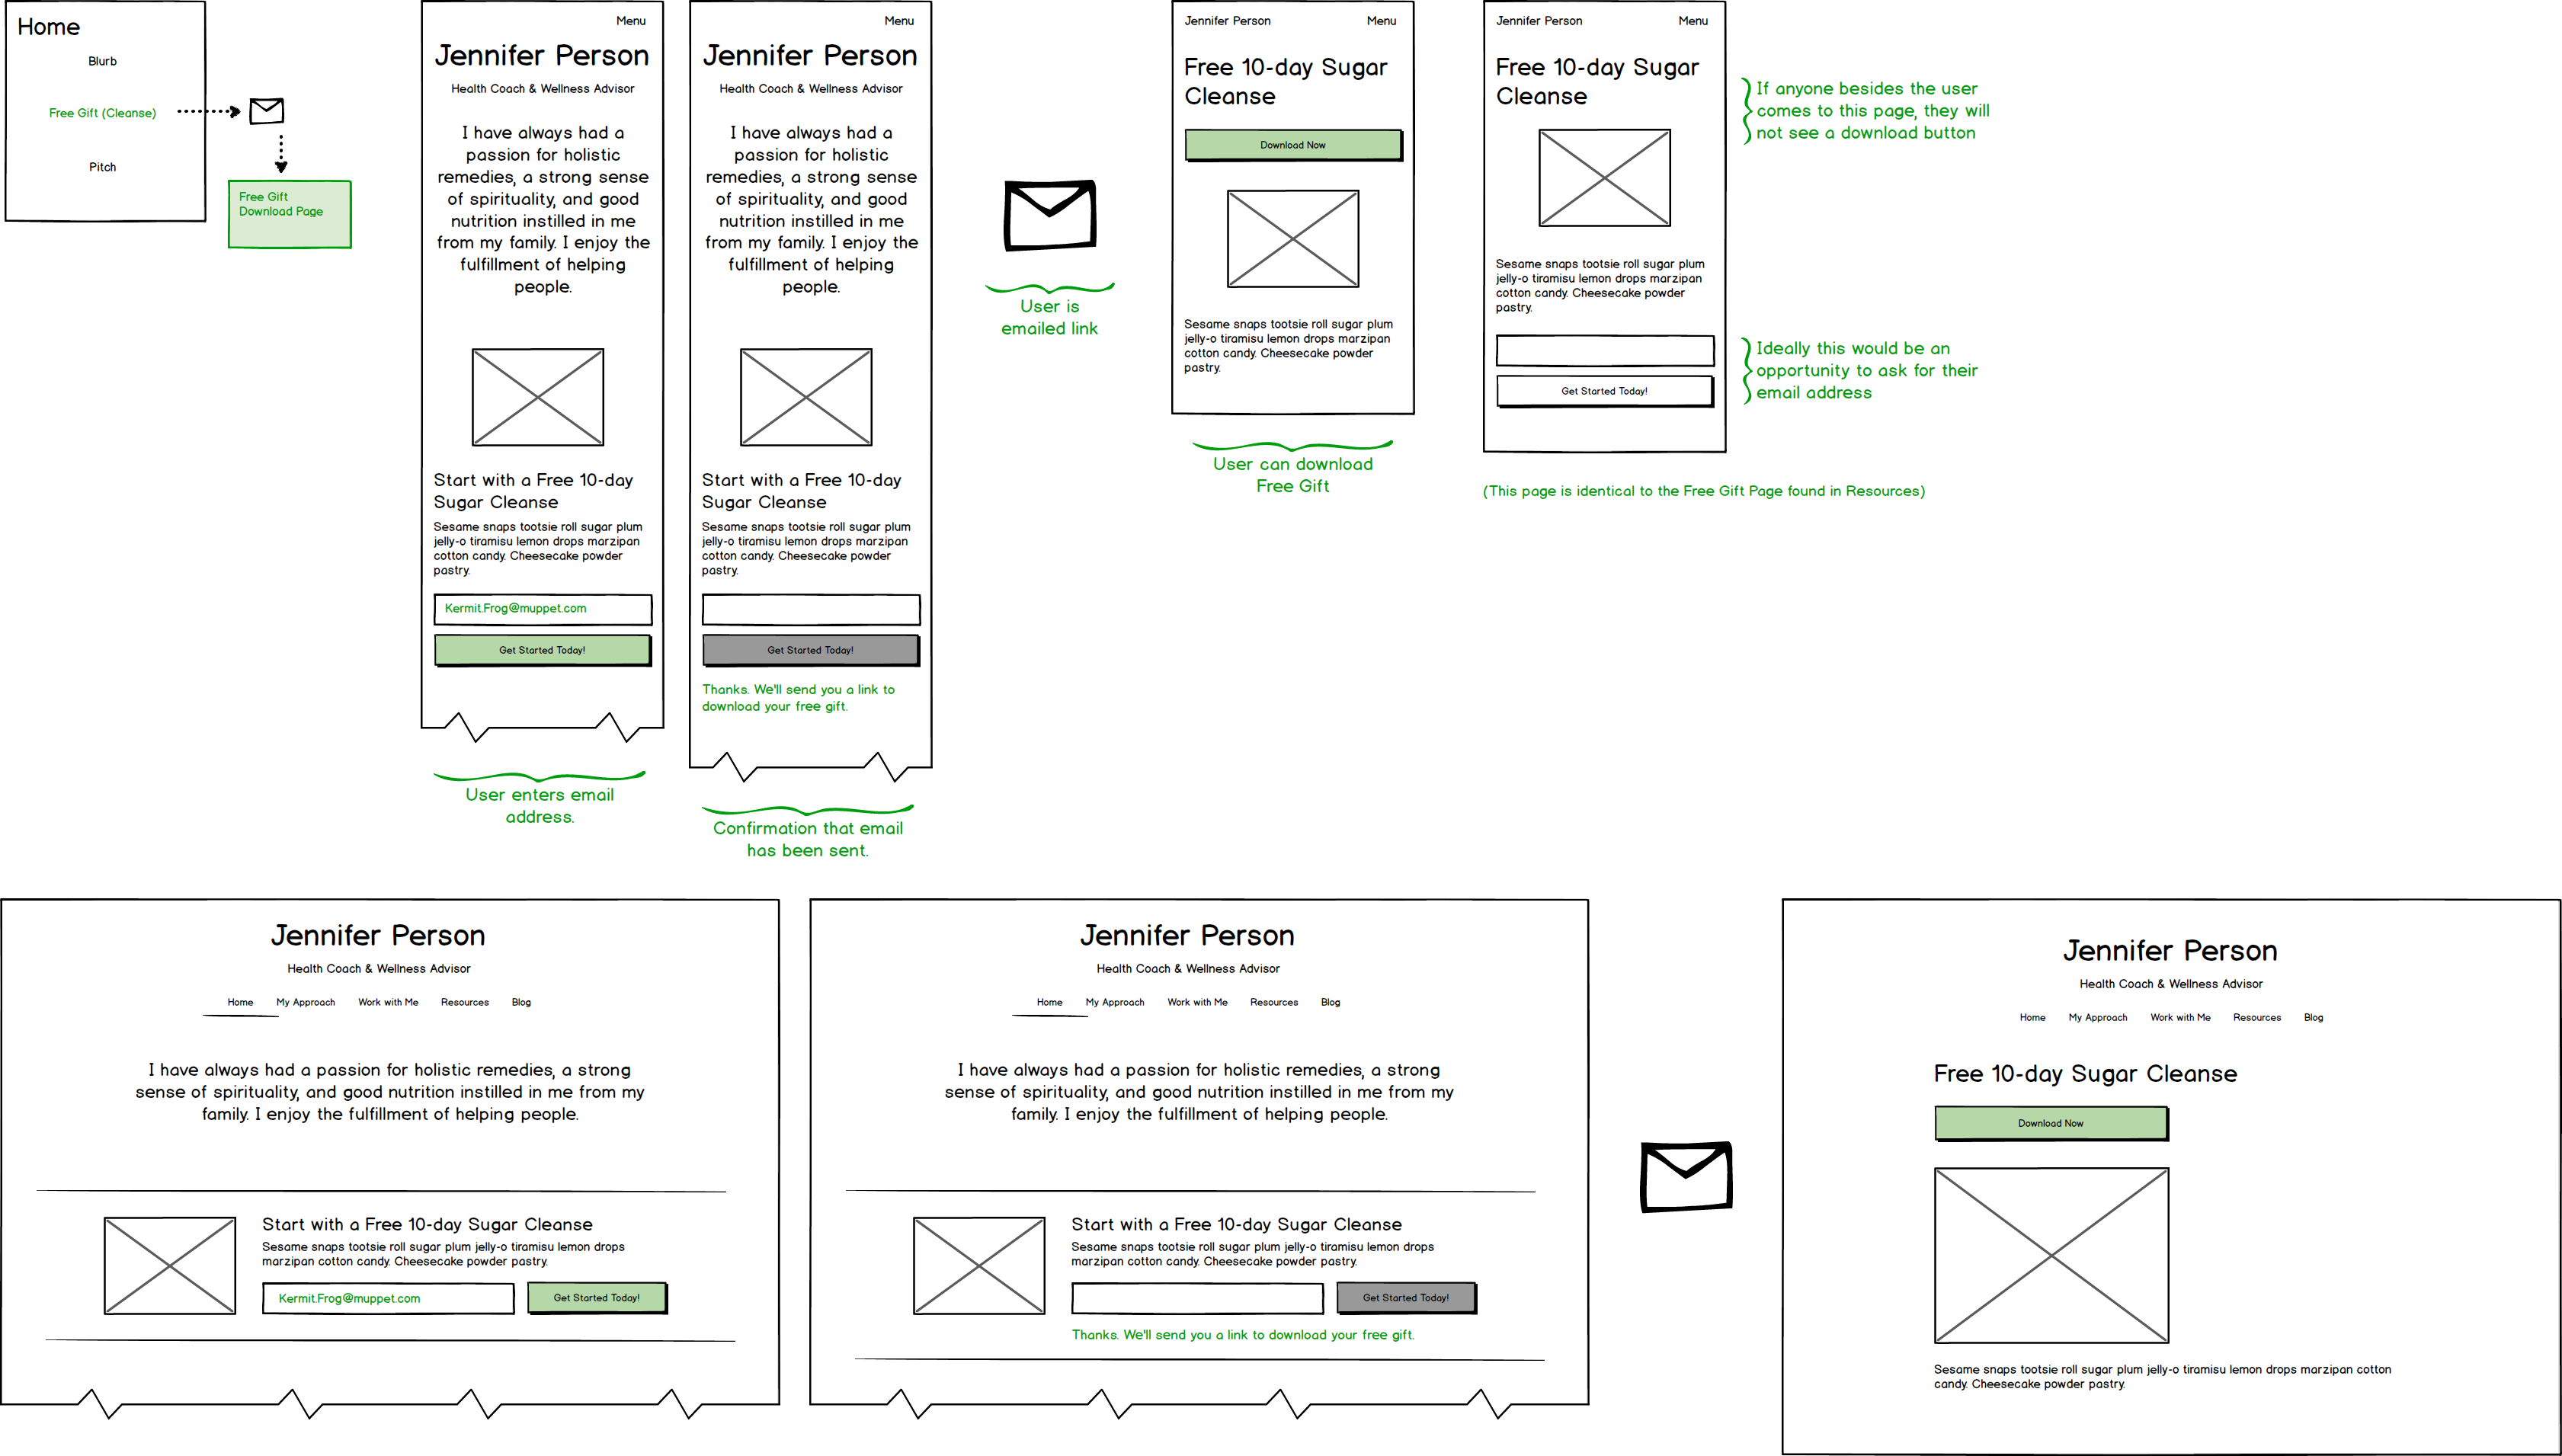 Home
Blurb
Free Gift (Cleanse)
Pitch
Free Gift
Download Page
Menu
Jennifer Person
Health Coach & Wellness Advisor
I have always had a
passion for holistic
remedies, a strong sense
of spirituality, and good
nutrition instilled in me
from my family. I enjoy the
fulfillment of helping
people.
Start with a Free 10-day
Sugar Cleanse
Sesame snaps tootsie roll sugar plum
jelly-o tiramisu lemon drops marzipan
cotton candy. Cheesecake powder
pastry.
Kermit.Frog@muppet.com
Get Started Today!
User enters email
address.
Menu
Jennifer Person
Health Coach & Wellness Advisor
I have always had a
passion for holistic
remedies, a strong sense
of spirituality, and good
nutrition instilled in me
from my family. I enjoy the
fulfillment of helping
people.
Start with a Free 10-day
Sugar Cleanse
Sesame snaps tootsie roll sugar plum
jelly-o tiramisu lemon drops marzipan
cotton candy. Cheesecake powder
pastry.
Get Started Today!
Thanks. We'll send you a link to
download your free gift.
Confirmation that email
has been sent.
User is
emailed link
Jennifer Person Menu
Free 10-day Sugar
Cleanse
Download Now
Sesame snaps tootsie roll sugar plum
jelly-o tiramisu lemon drops marzipan
cotton candy. Cheesecake powder
pastry.
User can download
Free Gift
Jennifer Person Menu
Free 10-day Sugar
Cleanse
Sesame snaps tootsie roll sugar plum
jelly-o tiramisu lemon drops marzipan
cotton candy. Cheesecake powder
pastry.
Get Started Today!
If anyone besides the user
comes to this page, they will
not see a download button
Ideally this would be an
opportunity to ask for their
email address
(This page is identical to the Free Gift Page found in Resources)
Jennifer Person
Health Coach & Wellness Advisor
Home My Approach Work with Me Resources Blog
I have always had a passion for holistic remedies, a strong
sense of spirituality, and good nutrition instilled in me from my
family. I enjoy the fulfillment of helping people.
Start with a Free 10-day Sugar Cleanse
Sesame snaps tootsie roll sugar plum jelly-o tiramisu lemon drops
marzipan cotton candy. Cheesecake powder pastry.
Kermit.Frog@muppet.com Get Started Today!
Jennifer Person
Health Coach & Wellness Advisor
Home My Approach Work with Me Resources Blog
I have always had a passion for holistic remedies, a strong
sense of spirituality, and good nutrition instilled in me from my
family. I enjoy the fulfillment of helping people.
Start with a Free 10-day Sugar Cleanse
Sesame snaps tootsie roll sugar plum jelly-o tiramisu lemon drops
marzipan cotton candy. Cheesecake powder pastry.
Get Started Today!
Thanks. We'll send you a link to download your free gift.
Jennifer Person
Health Coach & Wellness Advisor
Home My Approach Work with Me Resources Blog
Free 10-day Sugar Cleanse
Download Now
Sesame snaps tootsie roll sugar plum jelly-o tiramisu lemon drops marzipan cotton
candy. Cheesecake powder pastry.